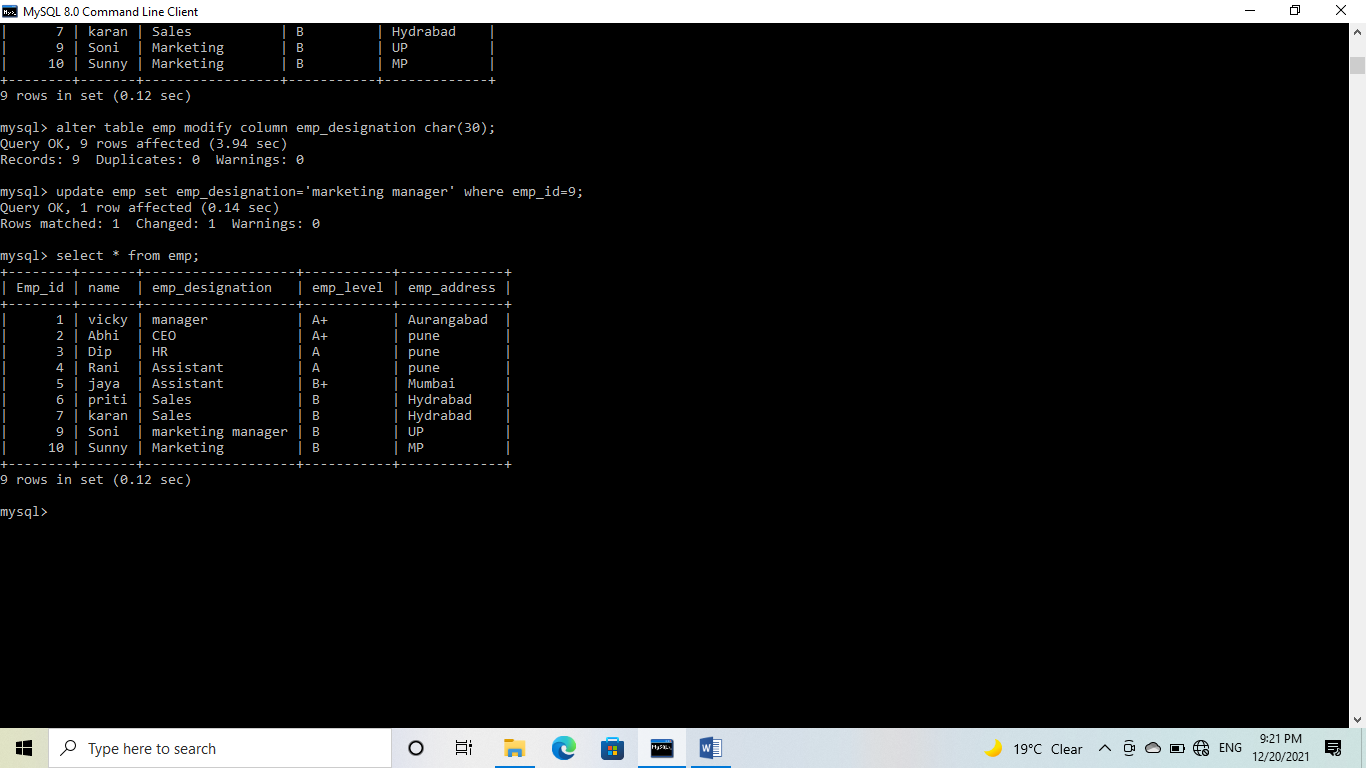 MySQL 8.0 Command Line Client
|      7 | karan | Sales           | B         | Hydrabad    |
|      9 | Soni  | Marketing       | B         | UP          |
|     10 | Sunny | Marketing       | B         | MP          |
+--------+-------+-----------------+-----------+-------------+
9 rows in set (0.12 sec)
mysql> alter table emp modify column emp_designation char(30);
Query OK, 9 rows affected (3.94 sec)
Records: 9  Duplicates: 0  Warnings: 0
mysql> update emp set emp_designation='marketing manager' where emp_id=9;
Query OK, 1 row affected (0.14 sec)
Rows matched: 1  Changed: 1  Warnings: 0
mysql> select * from emp;
+--------+-------+-------------------+-----------+-------------+
| Emp_id | name  | emp_designation   | emp_level | emp_address |
+--------+-------+-------------------+-----------+-------------+
|      1 | vicky | manager           | A+        | Aurangabad  |
|      2 | Abhi  | CEO               | A+        | pune        |
|      3 | Dip   | HR                | A         | pune        |
|      4 | Rani  | Assistant         | A         | pune        |
|      5 | jaya  | Assistant         | B+        | Mumbai      |
|      6 | priti | Sales             | B         | Hydrabad    |
|      7 | karan | Sales             | B         | Hydrabad    |
|      9 | Soni  | marketing manager | B         | UP          |
|     10 | Sunny | Marketing         | B         | MP          |
+--------+-------+-------------------+-----------+-------------+
9 rows in set (0.12 sec)
mysql>
Type here to search
19°C Clear
ENG
9:21 PM
12/20/2021